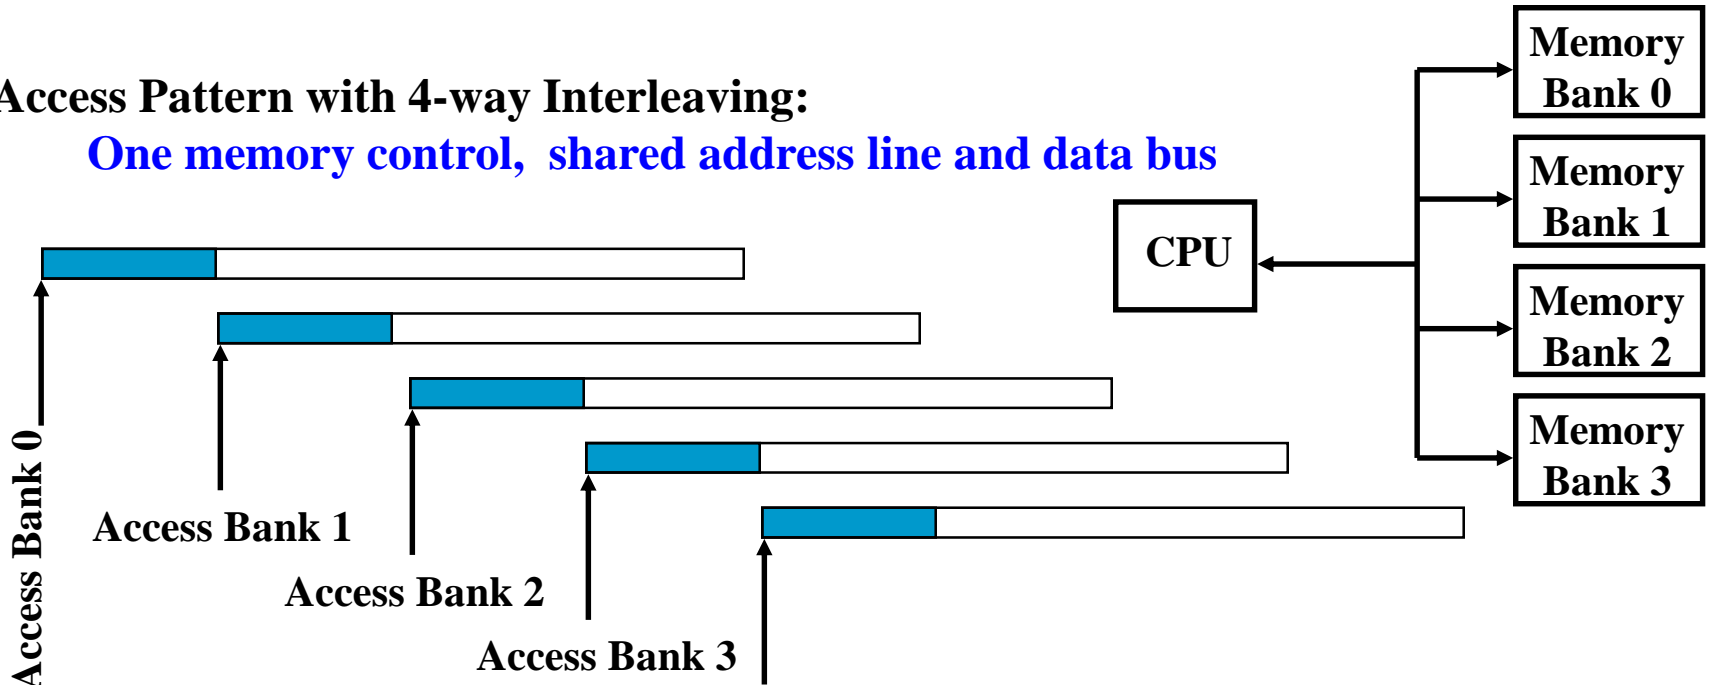 Access Pattern with 4-way Interleaving:
One memory control, shared address line and data bus
Memory
Bank 0
Memory
Bank 1
CPU
Memory
Bank 2
Memory
Bank 3
Access Bank 0
Access Bank 1
Access Bank 2
Access Bank 3